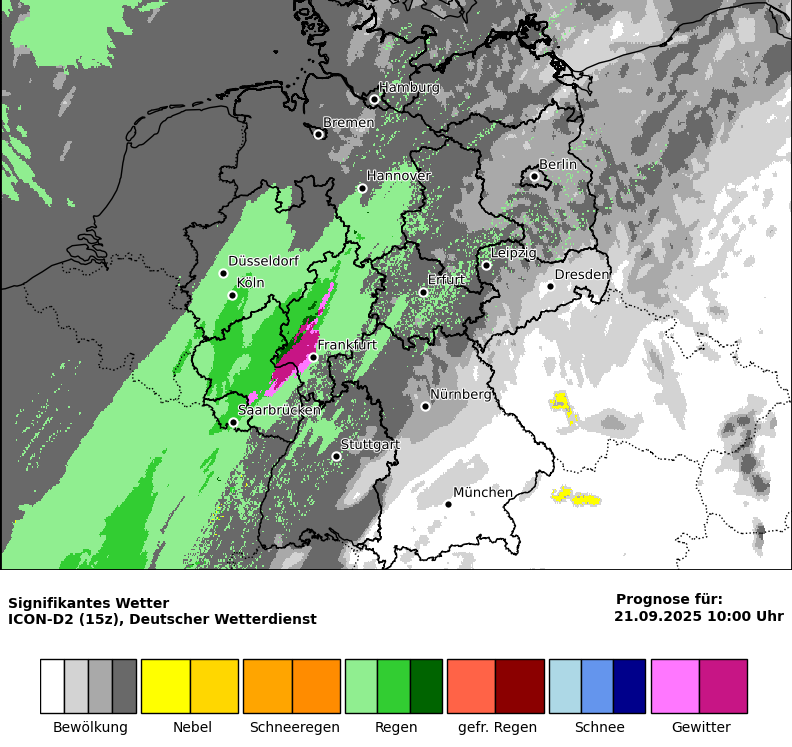 Hamburg
Bremen
Berlin
Hannover
Leipzig
Düsseldorf
Dresden
Erfurt
Köln
Frankfurt
Nürnberg
Saarbrücken
Stuttgart
München
Signifikantes Wetter
ICON-D2 (15z), Deutscher Wetterdienst
Prognose für:
21.09.2025 10:00 Uhr
Bewölkung Nebel Schneeregen Regen gefr. Regen Schnee Gewitter